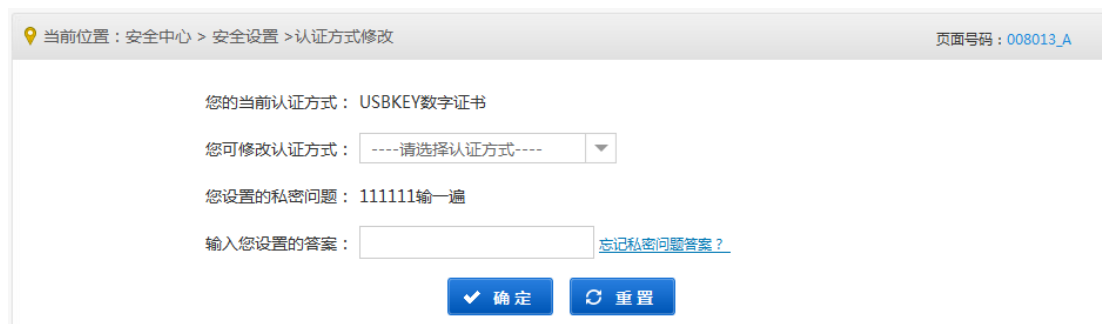 当前位置：安全中心 > 安全设置 >认证方式修改 页面号码：008013_A
您的当前认证方式： USBKEY数字证书
您可修改认证方式： ----请选择认证方式----
您设置的私密问题： 111111输一遍
输入您设置的答案： 忘记私密问题答案？
确定 重置